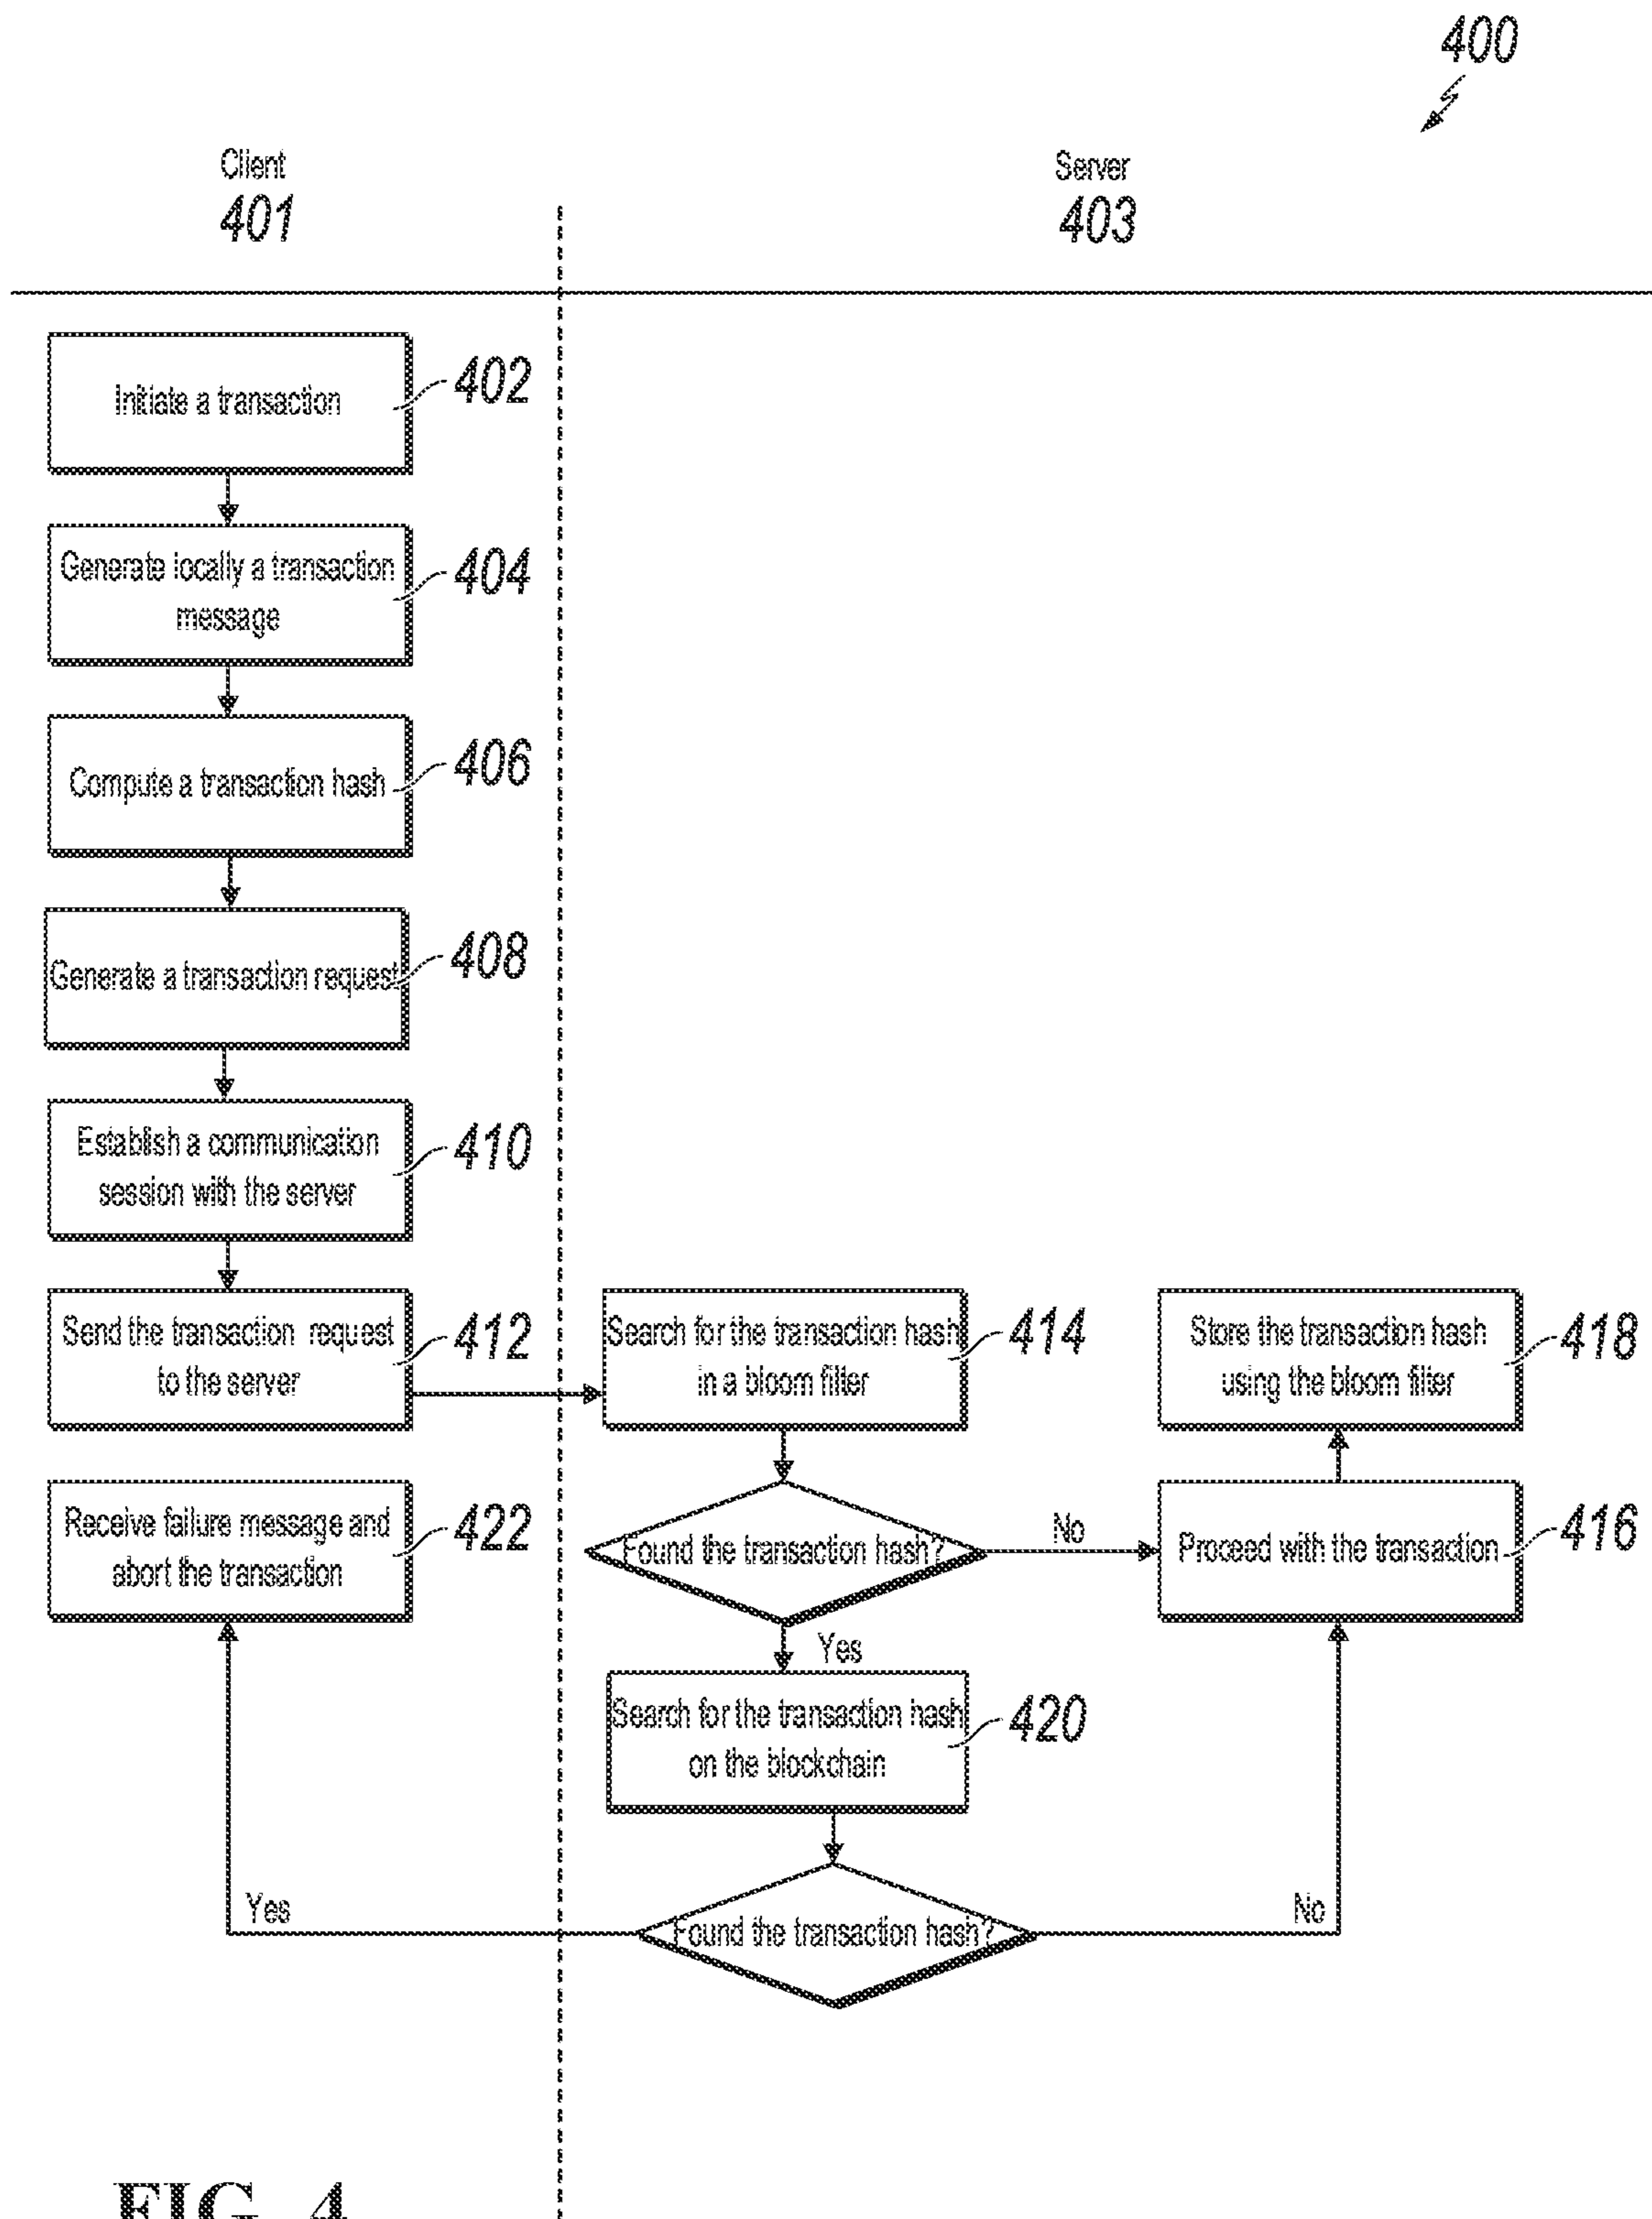 400
Client
401
Server
403
Initiate a transaction
402
Generate locally a transaction
message
404
Compute a transaction hash
406
Generate a transaction request
408
Establish a communication
session with the server
410
Send the transaction request
to the server
412
Search for the transaction hash
in a bloom filter
414
Store the transaction hash
using the bloom filter
418
Receive failure message and
abort the transaction
422
Found the transaction hash?
No
Proceed with the transaction
416
Yes
Search for the transaction hash
on the blockchain
420
Yes
Found the transaction hash?
No
FIG. 4